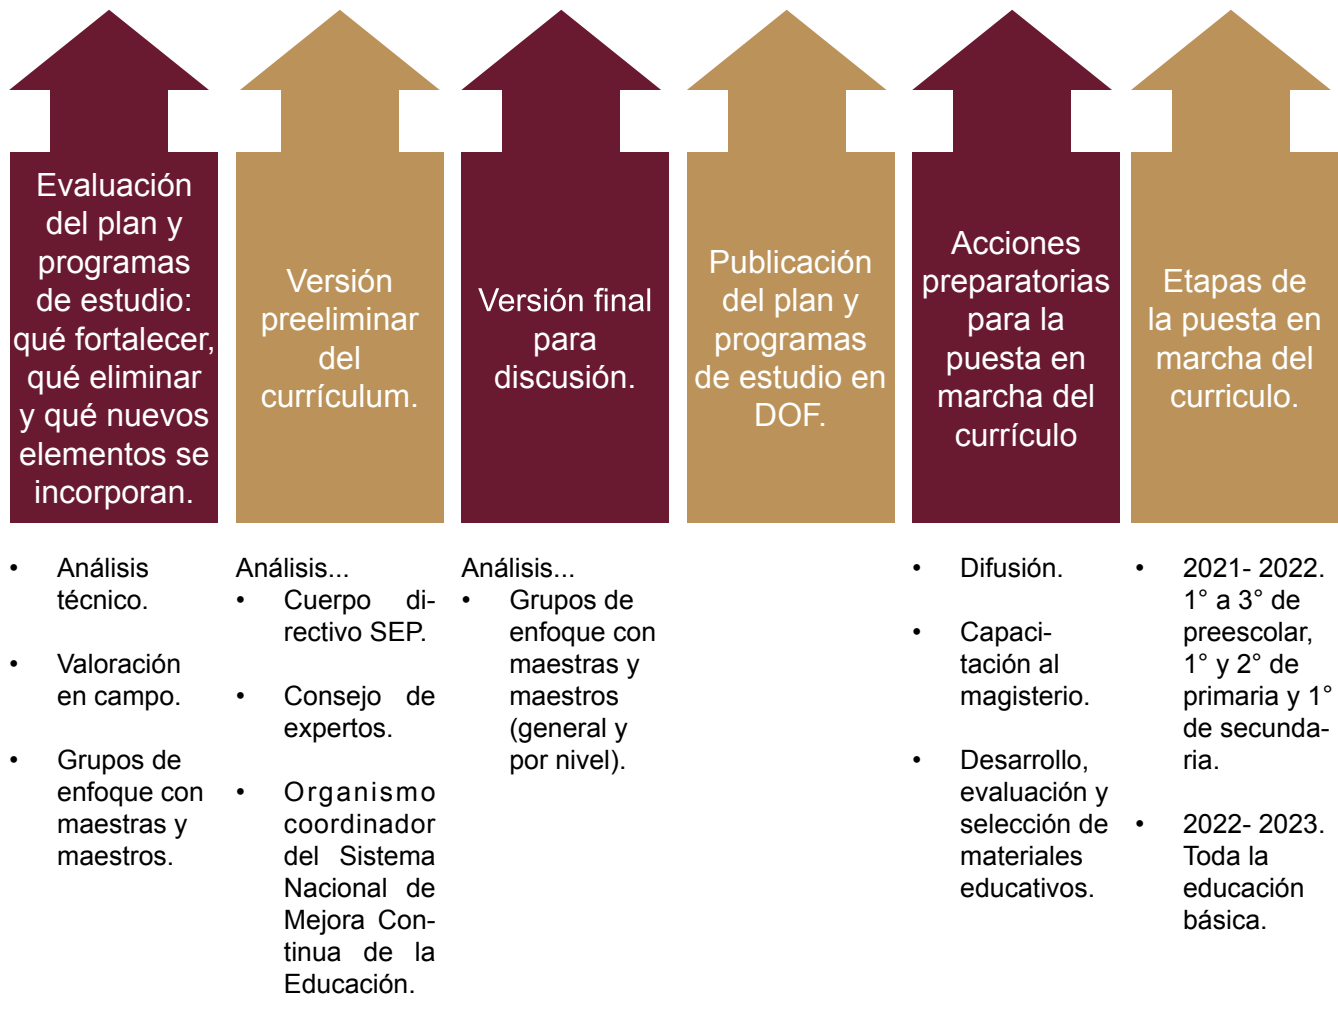 Evaluación
del plan y
programas
de estudio:
qué fortalecer,
qué eliminar
y qué nuevos
elementos se
incorporan.
Versión
preeliminar
del
currículum.
Versión final
para
discusión.
Publicación
del plan y
programas
de estudio en
DOF.
Acciones
preparatorias
para la
puesta en
marcha del
currículo
Etapas de
la puesta en
marcha del
curriculo.
• Análisis
técnico.
• Valoración
en campo.
• Grupos de
enfoque con
maestras y
maestros.
Análisis...
• Cuerpo di-
rectivo SEP.
• Consejo de
expertos.
• Organismo
coordinador
del Sistema
Nacional de
Mejora Con-
tinua de la
Educación.
Análisis...
• Grupos de
enfoque con
maestras y
maestros
(general y
por nivel).
• Difusión.
• Capaci-
tación al
magisterio.
• Desarrollo,
evaluación y
selección de
materiales
educativos.
• 2021- 2022.
1° a 3° de
preescolar,
1° y 2° de
primaria y 1°
de secunda-
ria.
• 2022- 2023.
Toda la
educación
básica.